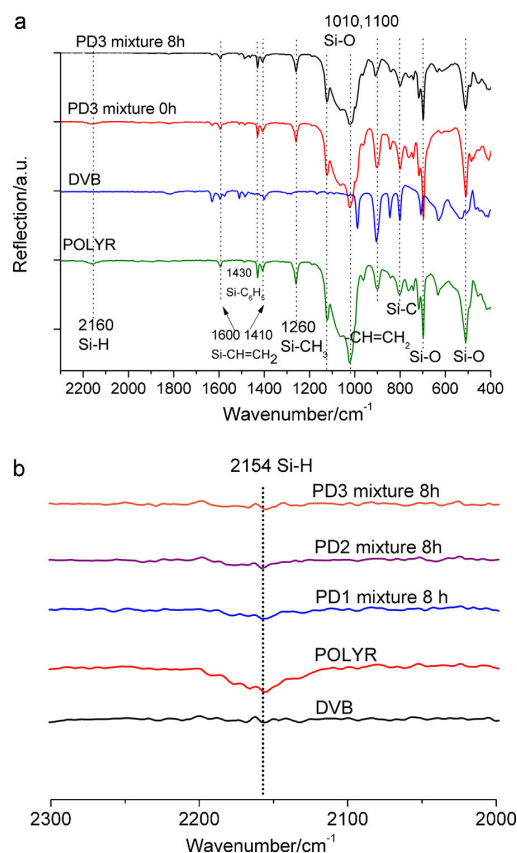 a
1010,1100
Si-O
PD3 mixture 8h
PD3 mixture 0h
DVB
POLYR
Reflection/a.u.
1430
Si-C₆H₅
2160
Si-H
1600 1410
Si-CH=CH₂
1260
Si-CH₃
-CH=CH₂
Si-C
Si-O
Si-O
2200 2000 1800 1600 1400 1200 1000 800 600 400
Wavenumber/cm⁻¹
b
2154 Si-H
PD3 mixture 8h
PD2 mixture 8h
PD1 mixture 8 h
POLYR
DVB
2300 2200 2100 2000
Wavenumber/cm⁻¹